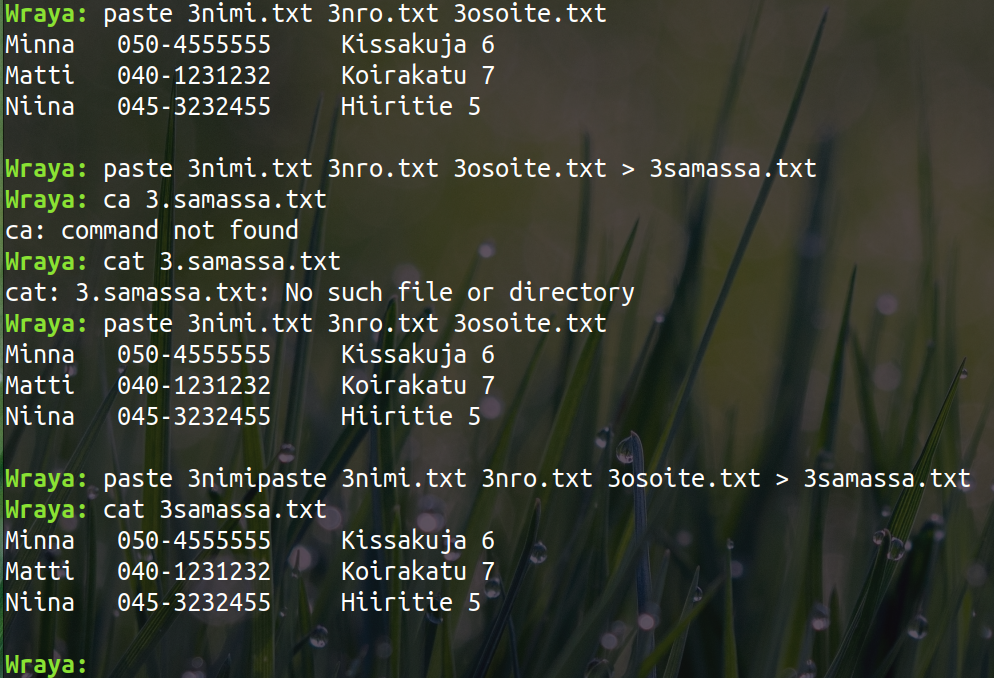 Wraya: paste 3nimi.txt 3nro.txt 3osoite.txt
Minna   050-4555555     Kissakuja 6
Matti   040-1231232     Koirakatu 7
Niina   045-3232455     Hiiritie 5

Wraya: paste 3nimi.txt 3nro.txt 3osoite.txt > 3samassa.txt
Wraya: ca 3.samassa.txt
ca: command not found
Wraya: cat 3.samassa.txt
cat: 3.samassa.txt: No such file or directory
Wraya: paste 3nimi.txt 3nro.txt 3osoite.txt
Minna   050-4555555     Kissakuja 6
Matti   040-1231232     Koirakatu 7
Niina   045-3232455     Hiiritie 5

Wraya: paste 3nimipaste 3nimi.txt 3nro.txt 3osoite.txt > 3samassa.txt
Wraya: cat 3samassa.txt
Minna   050-4555555     Kissakuja 6
Matti   040-1231232     Koirakatu 7
Niina   045-3232455     Hiiritie 5

Wraya: